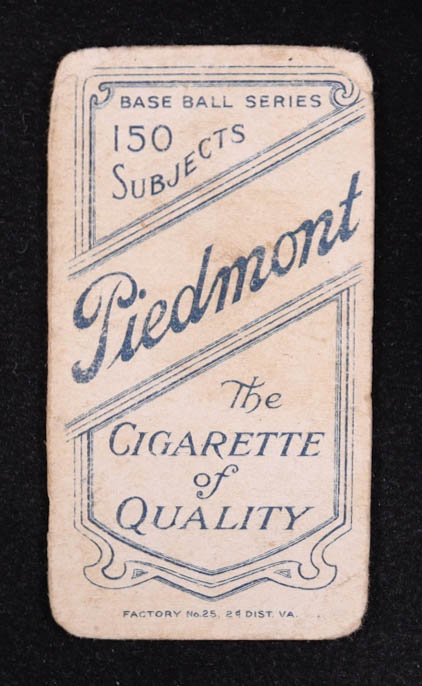 BASE BALL SERIES
150
SUBJECTS
Piedmont
The
CIGARETTE
of
QUALITY
FACTORY No. 25, 2d DIST. VA.